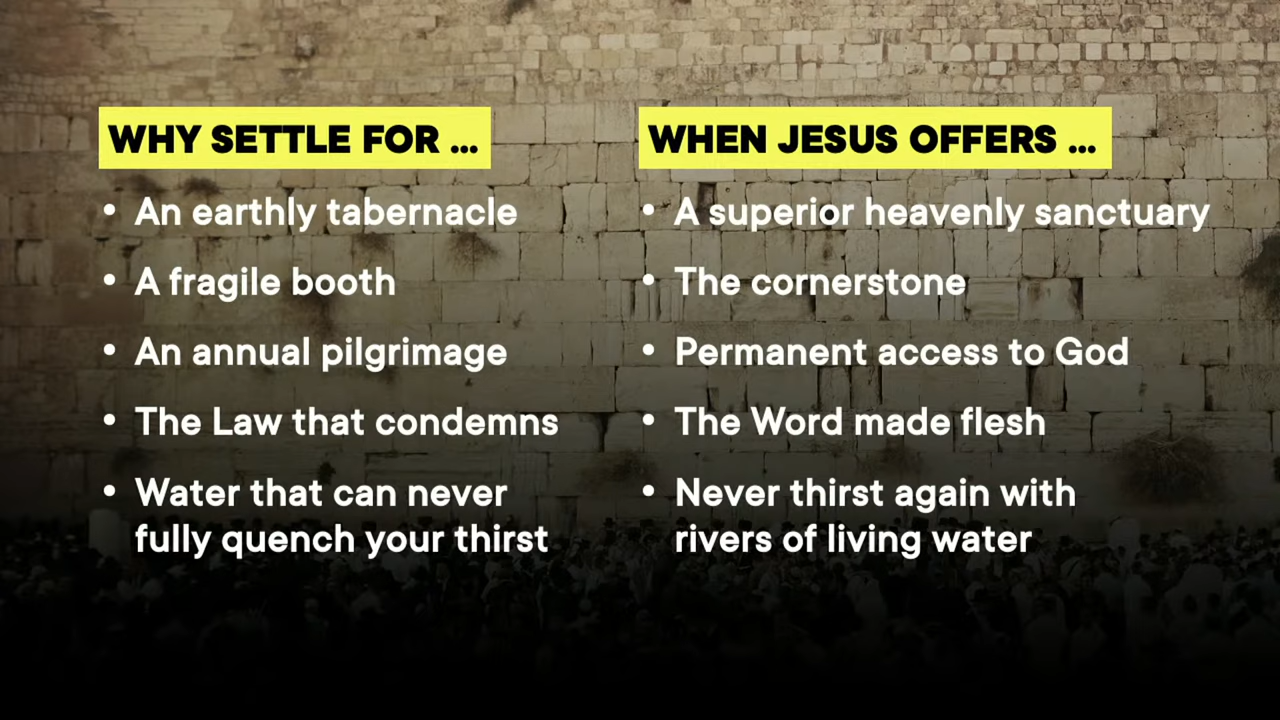 WHY SETTLE FOR ...
• An earthly tabernacle
• A fragile booth
• An annual pilgrimage
• The Law that condemns
• Water that can never
fully quench your thirst
WHEN JESUS OFFERS ...
• A superior heavenly sanctuary
• The cornerstone
• Permanent access to God
• The Word made flesh
• Never thirst again with
rivers of living water